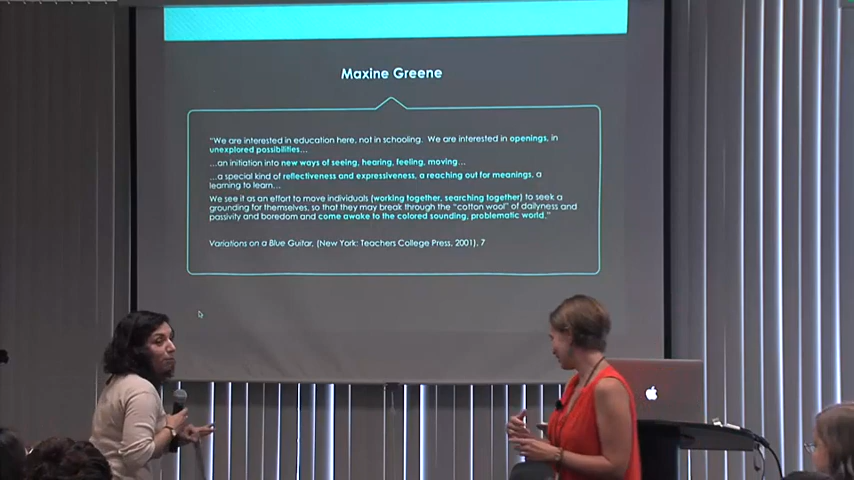 Maxine Greene
"We are interested in education here, not in schooling. We are interested in openings, in
unexplored possibilities...
...an initiation into new ways of seeing, hearing, feeling, moving...
...a special kind of reflectiveness and expressiveness, a reaching out for meanings, a
learning to learn...
We see it as an effort to move individuals (working together, searching together) to seek a
grounding for themselves, so that they may break through the "cotton wool" of dailyness and
passivity and boredom and come awake to the colored sounding, problematic world."
Variations on a Blue Guitar, (New York: Teachers College Press, 2001), 7